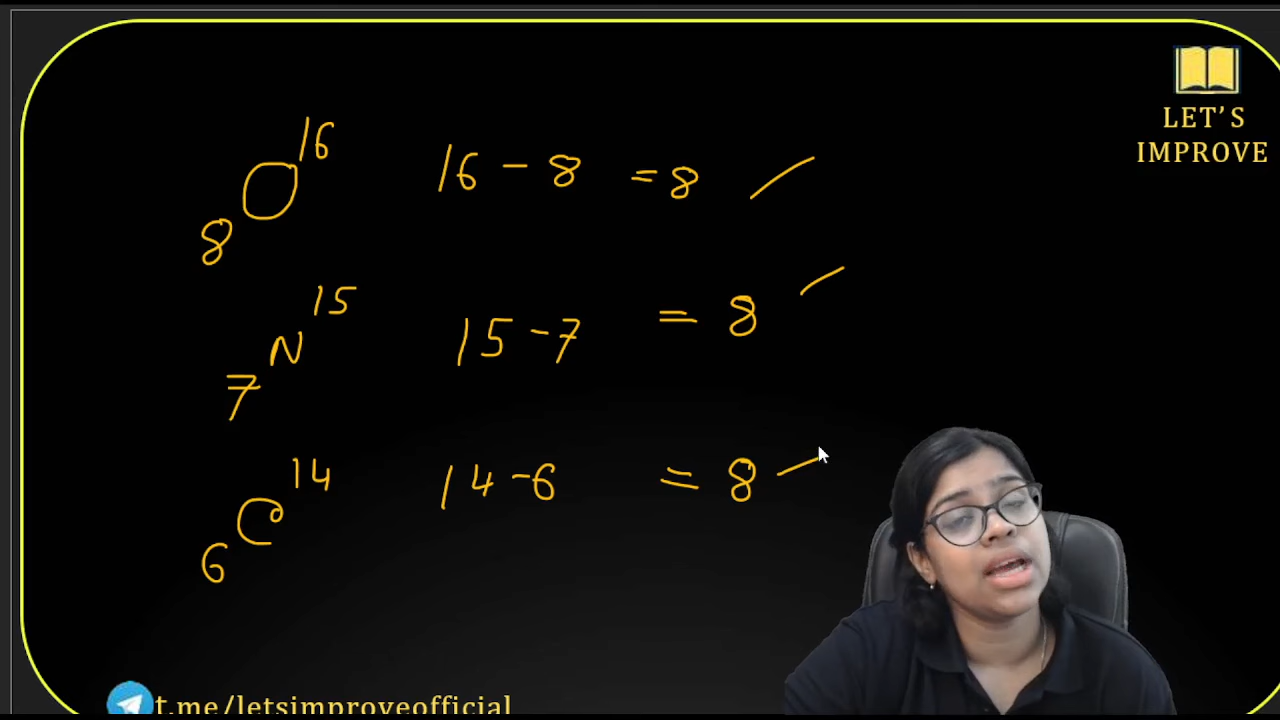 LET'S
IMPROVE
8 O 16 16 - 8 = 8
7 N 15 15 - 7 = 8
6 C 14 14 - 6 = 8
t.me/letsimproveofficial